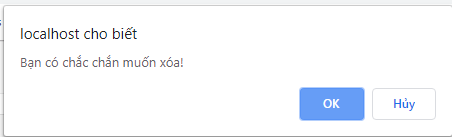 localhost cho biết
Bạn có chắc chắn muốn xóa!
OK Hủy